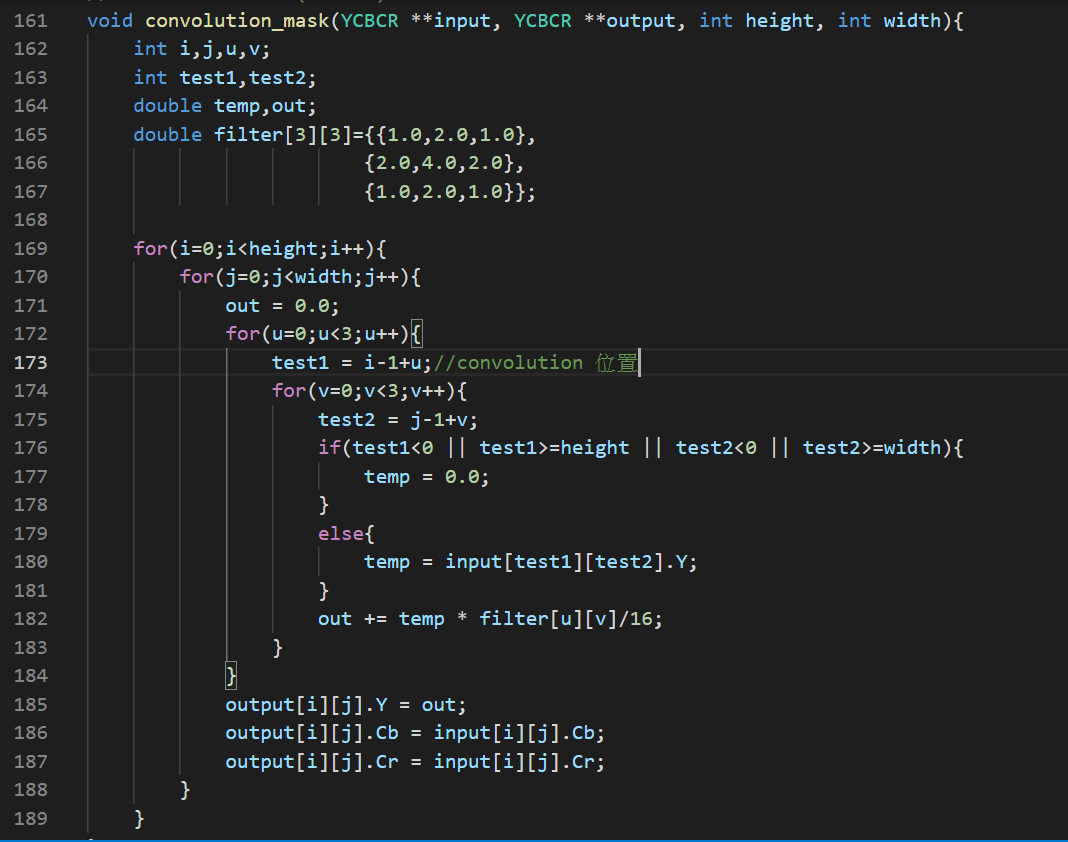 161 void convolution_mask(YCBCR **input, YCBCR **output, int height, int width){
162 int i,j,u,v;
163 int test1,test2;
164 double temp,out;
165 double filter[3][3]={{1.0,2.0,1.0},
166 {2.0,4.0,2.0},
167 {1.0,2.0,1.0}};
168
169 for(i=0;i<height;i++){
170 for(j=0;j<width;j++){
171 out = 0.0;
172 for(u=0;u<3;u++){
173 test1 = i-1+u;//convolution 位置
174 for(v=0;v<3;v++){
175 test2 = j-1+v;
176 if(test1<0 || test1>=height || test2<0 || test2>=width){
177 temp = 0.0;
178 }
179 else{
180 temp = input[test1][test2].Y;
181 }
182 out += temp * filter[u][v]/16;
183 }
184 }
185 output[i][j].Y = out;
186 output[i][j].Cb = input[i][j].Cb;
187 output[i][j].Cr = input[i][j].Cr;
188 }
189 }